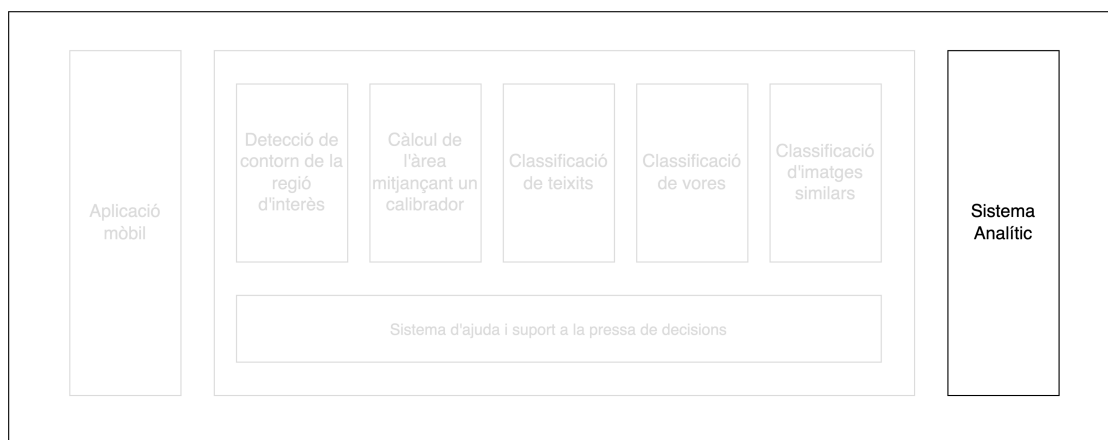 Aplicació
mòbil
Detecció de
contorn de la
regió
d'interès
Càlcul de
l'àrea
mitjançant un
calibrador
Classificació
de teixits
Classificació
de vores
Classificació
d'imatges
similars
Sistema d'ajuda i suport a la pressa de decisions
Sistema
Analític